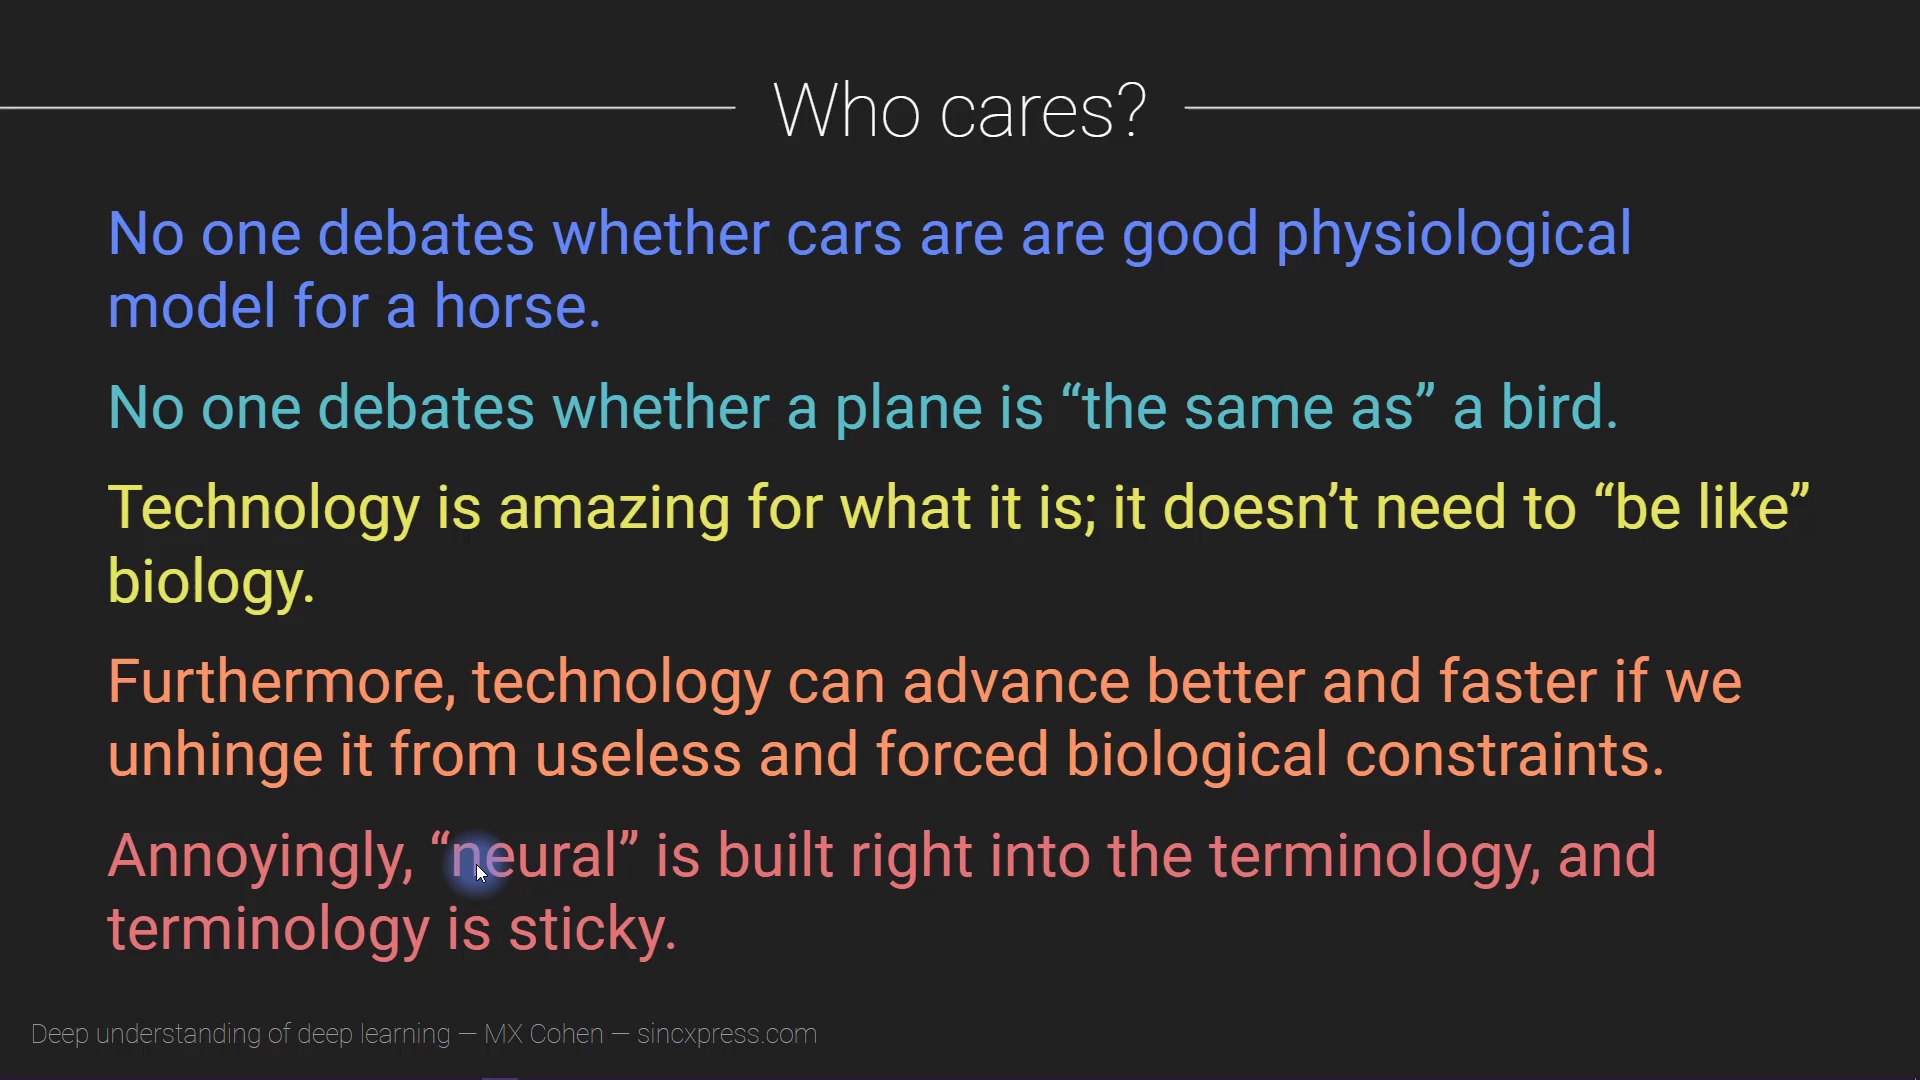 Who cares?
No one debates whether cars are are good physiological
model for a horse.
No one debates whether a plane is “the same as” a bird.
Technology is amazing for what it is; it doesn’t need to “be like”
biology.
Furthermore, technology can advance better and faster if we
unhinge it from useless and forced biological constraints.
Annoyingly, “neural” is built right into the terminology, and
terminology is sticky.
Deep understanding of deep learning — MX Cohen — sincxpress.com